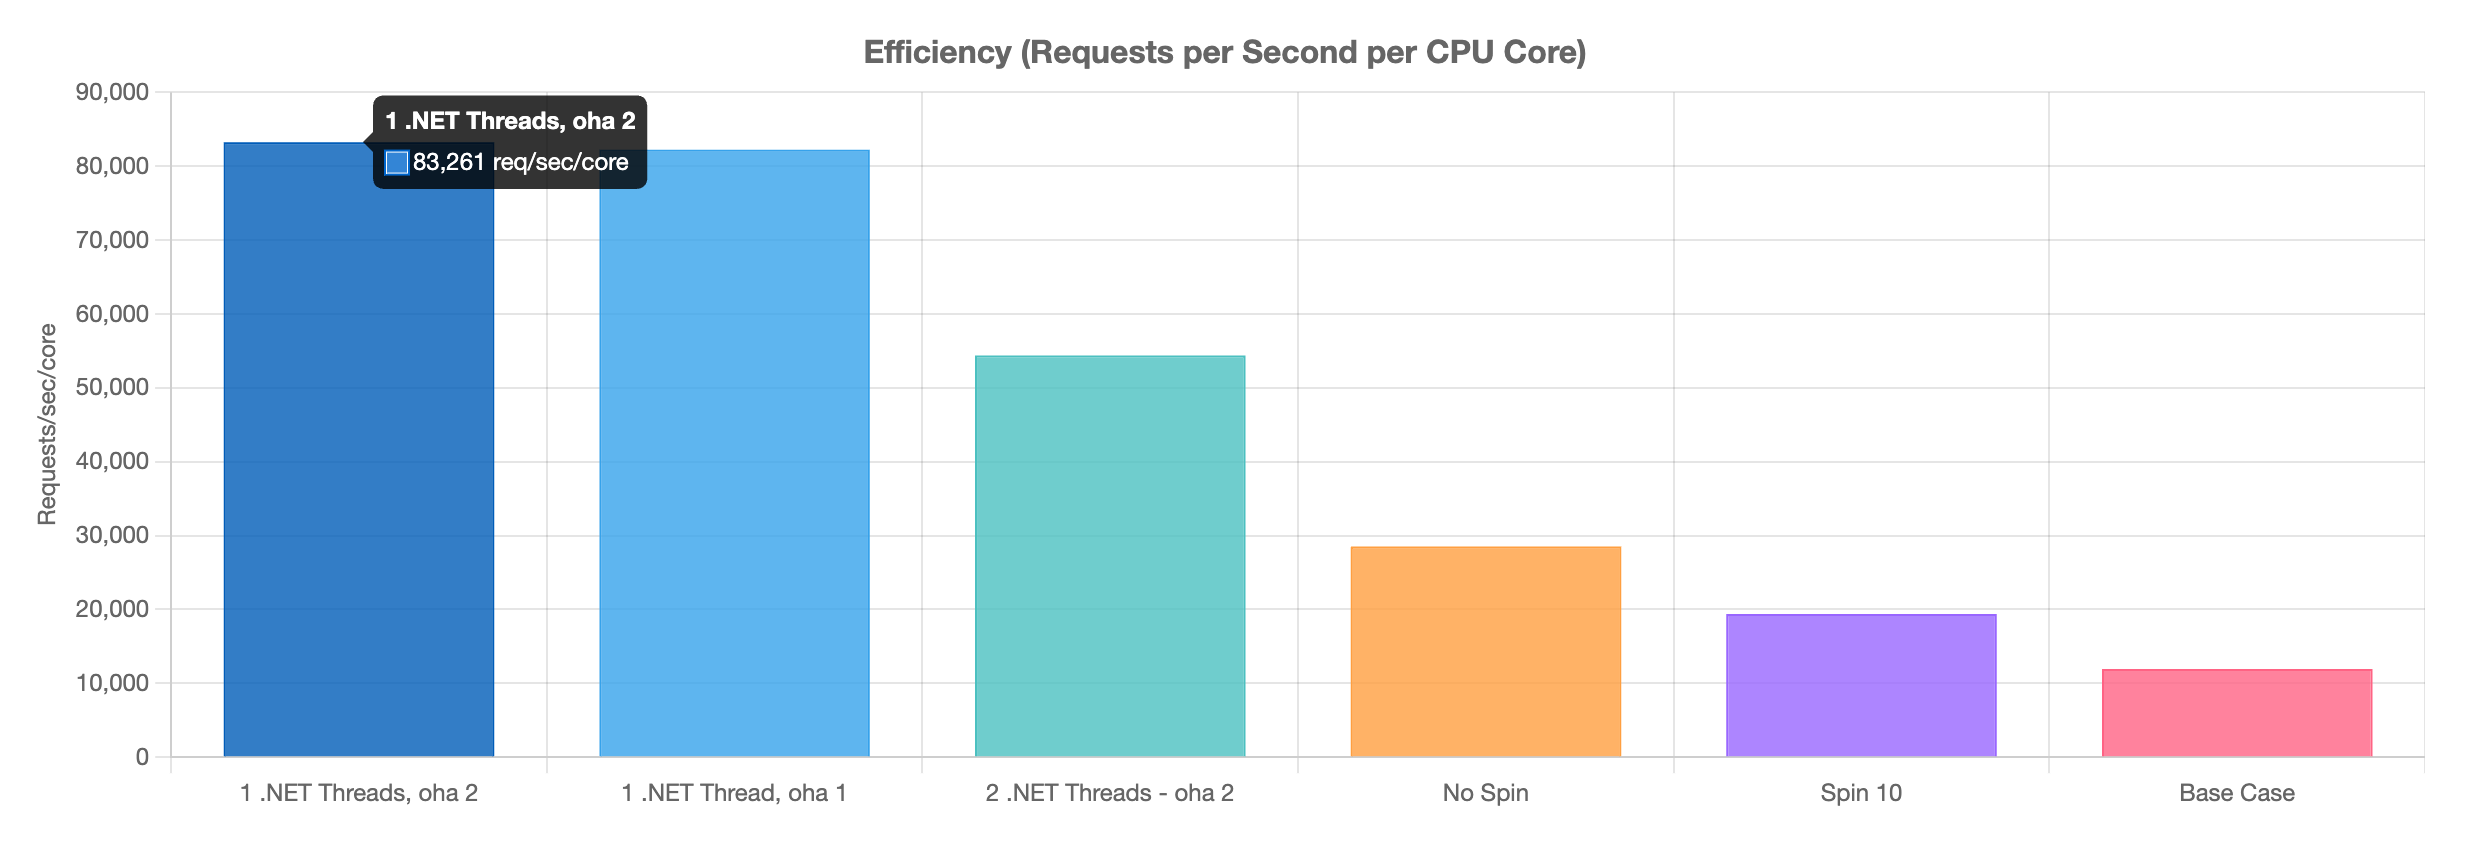 Efficiency (Requests per Second per CPU Core)
Requests/sec/core
90,000
80,000
70,000
60,000
50,000
40,000
30,000
20,000
10,000
0
1 .NET Threads, oha 2
83,261 req/sec/core
1 .NET Threads, oha 2
1 .NET Thread, oha 1
2 .NET Threads - oha 2
No Spin
Spin 10
Base Case